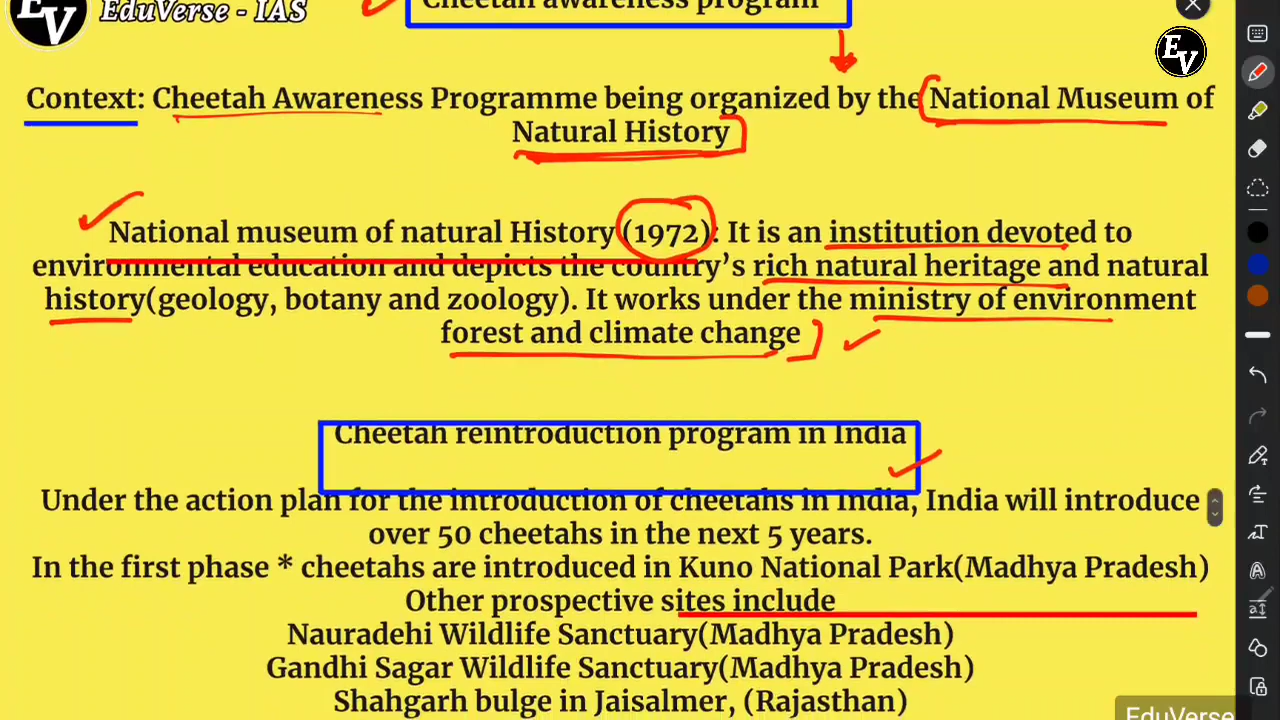 EV EduVerse - IAS
Cheetah awareness program
EV
Context: Cheetah Awareness Programme being organized by the National Museum of
Natural History
National museum of natural History (1972): It is an institution devoted to
environmental education and depicts the country's rich natural heritage and natural
history(geology, botany and zoology). It works under the ministry of environment
forest and climate change
Cheetah reintroduction program in India
Under the action plan for the introduction of cheetahs in India, India will introduce
over 50 cheetahs in the next 5 years.
In the first phase * cheetahs are introduced in Kuno National Park(Madhya Pradesh)
Other prospective sites include
Nauradehi Wildlife Sanctuary(Madhya Pradesh)
Gandhi Sagar Wildlife Sanctuary(Madhya Pradesh)
Shahgarh bulge in Jaisalmer, (Rajasthan)
EduVerse